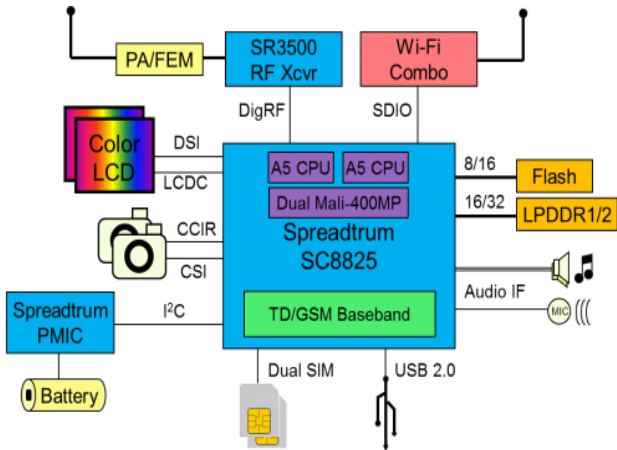 SR3500
RF Xcvr
Wi-Fi
Combo
PA/FEM
DigRF
SDIO
Color
LCD
DSI
LCDC
A5 CPU
A5 CPU
8/16
Flash
Dual Mali-400MP
16/32
LPDDR1/2
CCIR
CSI
Spreadtrum
SC8825
Audio IF
MIC
Spreadtrum
PMIC
I²C
TD/GSM Baseband
Battery
Dual SIM
USB 2.0